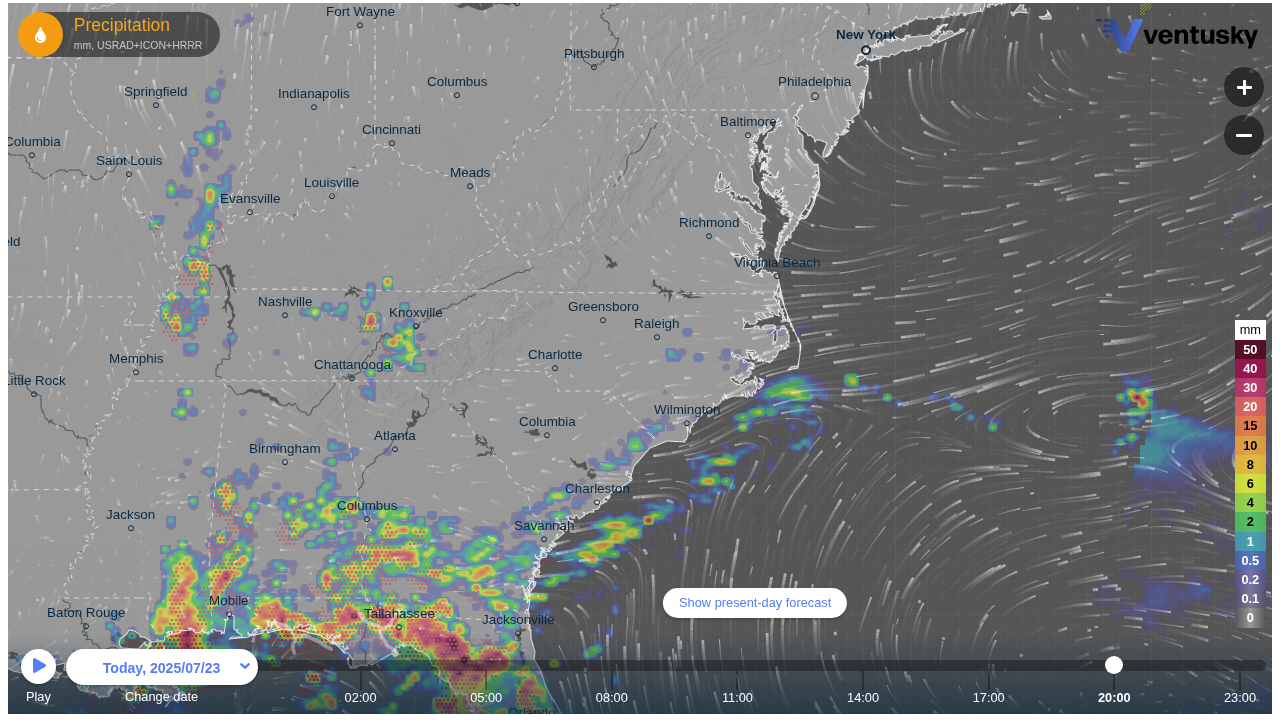 Precipitation
mm, USRAD+ICON+HRRR
ventusky
Fort Wayne
New York
Pittsburgh
Springfield
Indianapolis
Columbus
Philadelphia
Columbia
Cincinnati
Baltimore
Saint Louis
Louisville
Meads
Evansville
Richmond
eld
Virginia Beach
Nashville
Knoxville
Greensboro
Raleigh
Memphis
Chattanooga
Charlotte
Little Rock
Wilmington
Columbia
Atlanta
Birmingham
Charleston
Jackson
Columbus
Savannah
Baton Rouge
Mobile
Tallahassee
Jacksonville
Orlando
mm
50
40
30
20
15
10
8
6
4
2
1
0.5
0.2
0.1
0
Show present-day forecast
Today, 2025/07/23
Play
Change date
02:00
05:00
08:00
11:00
14:00
17:00
20:00
23:00